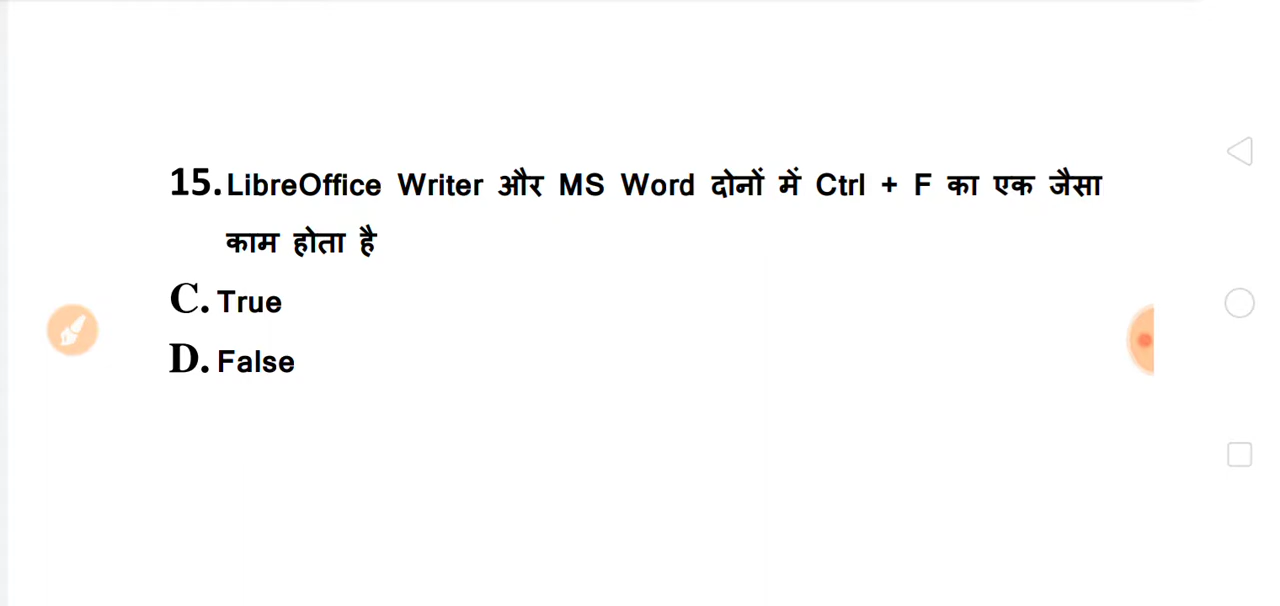 15. LibreOffice Writer और MS Word दोनों में Ctrl + F का एक जैसा
काम होता है
C. True
D. False